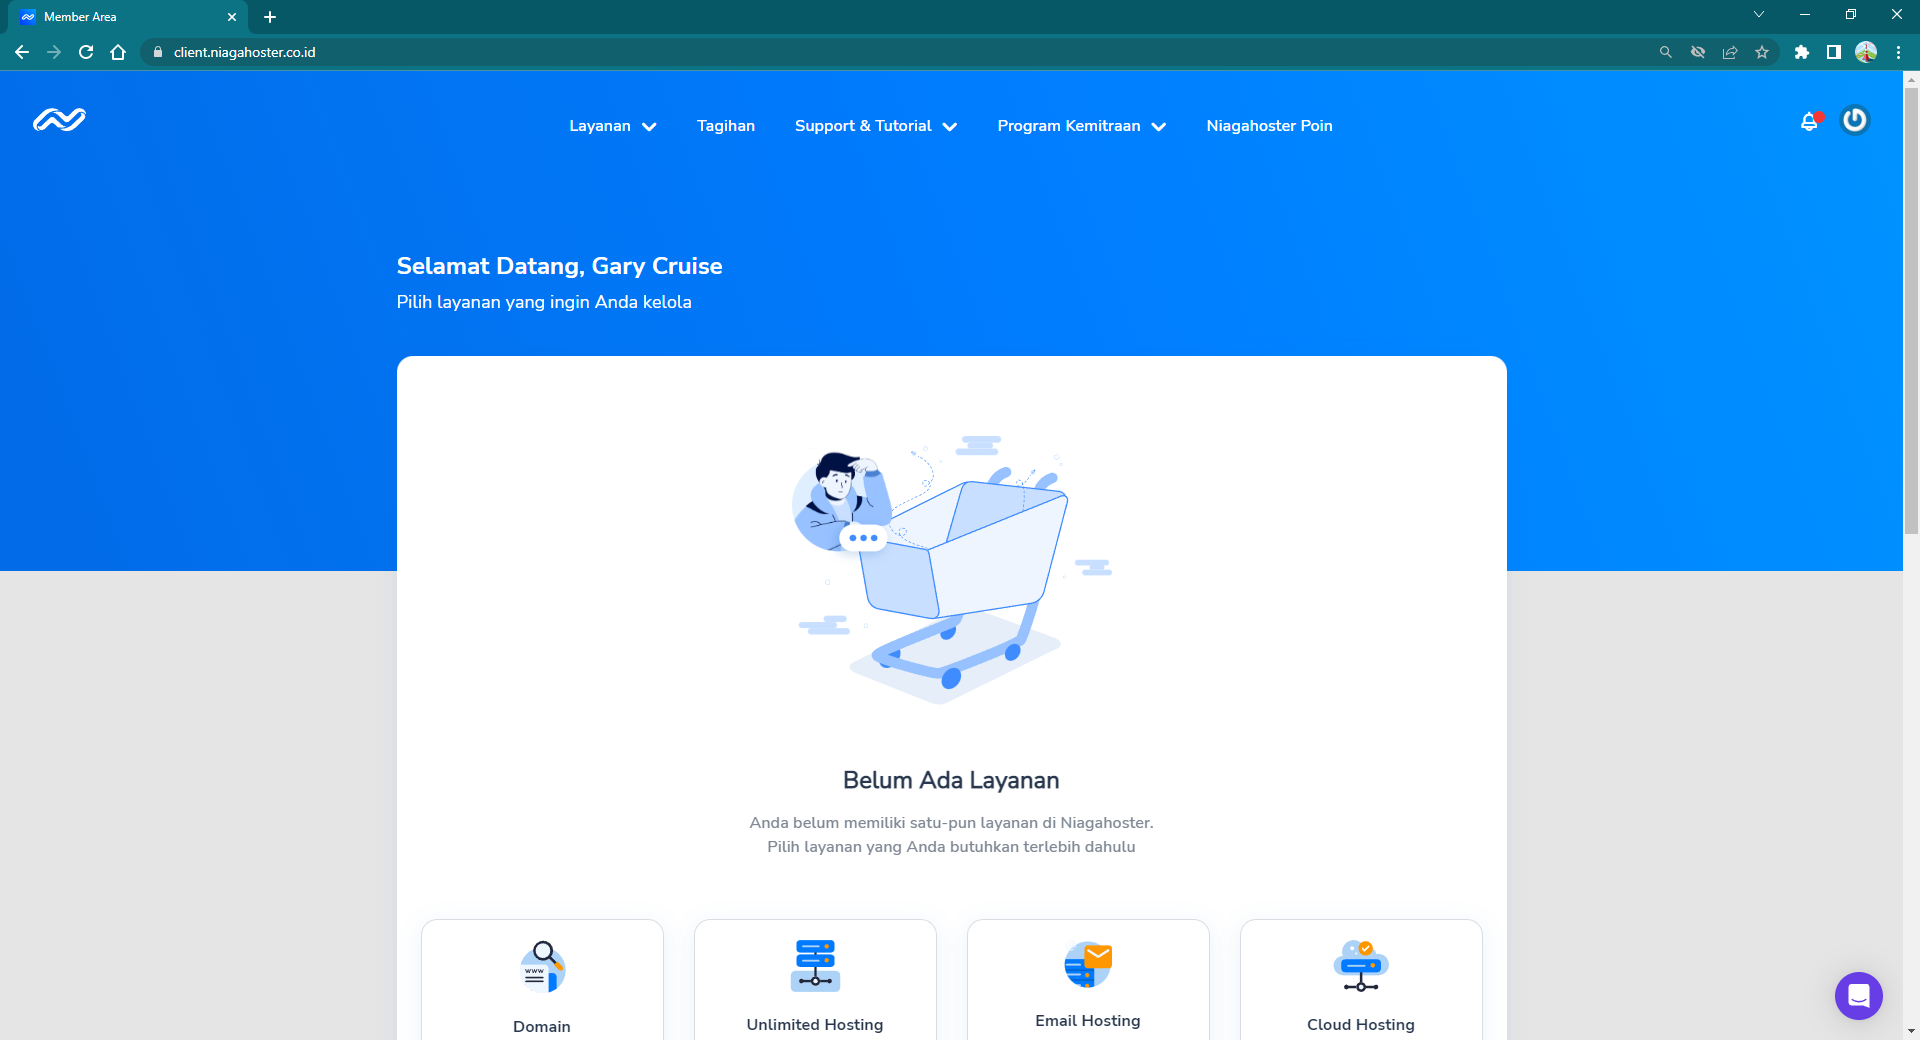 Member Area
client.niagahoster.co.id
Layanan
Tagihan
Support & Tutorial
Program Kemitraan
Niagahoster Poin
Selamat Datang, Gary Cruise
Pilih layanan yang ingin Anda kelola
Belum Ada Layanan
Anda belum memiliki satu-pun layanan di Niagahoster.
Pilih layanan yang Anda butuhkan terlebih dahulu
www
Domain
Unlimited Hosting
Email Hosting
Cloud Hosting